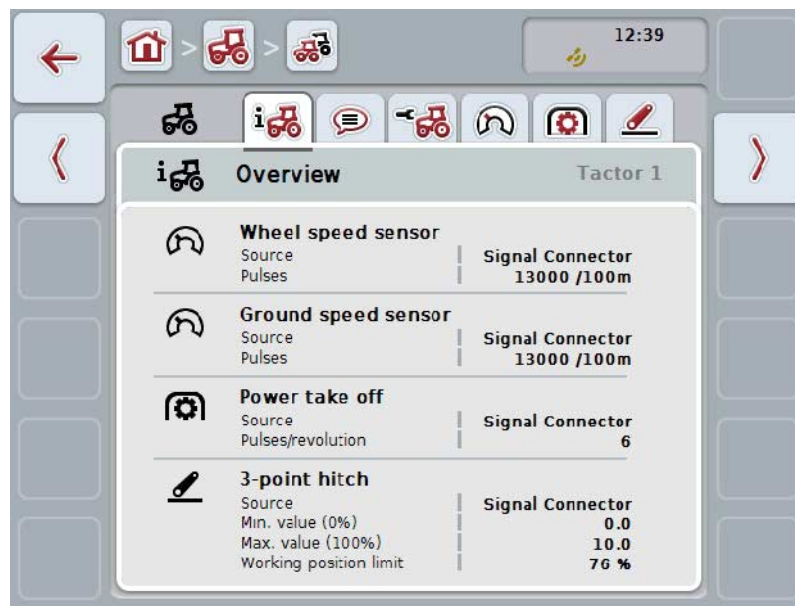 12:39
> >
i
Overview Tactor 1
i
Wheel speed sensor
Source Signal Connector
Pulses 13000 /100m
Ground speed sensor
Source Signal Connector
Pulses 13000 /100m
Power take off
Source Signal Connector
Pulses/revolution 6
3-point hitch
Source Signal Connector
Min. value (0%) 0.0
Max. value (100%) 10.0
Working position limit 76 %